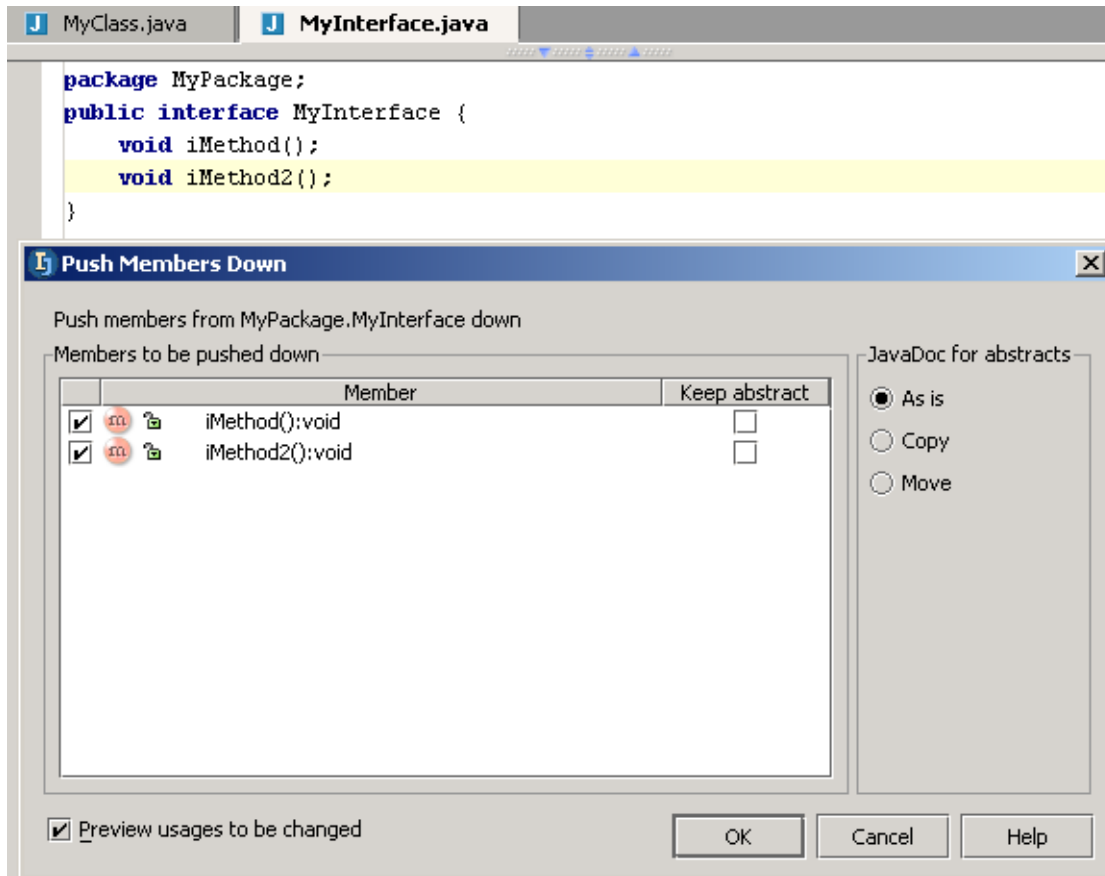 MyClass.java MyInterface.java
package MyPackage;
public interface MyInterface {
void iMethod();
void iMethod2();
}
Push Members Down
Push members from MyPackage.MyInterface down
Members to be pushed down
Member Keep abstract
m iMethod():void
m iMethod2():void
JavaDoc for abstracts
As is
Copy
Move
Preview usages to be changed
OK Cancel Help